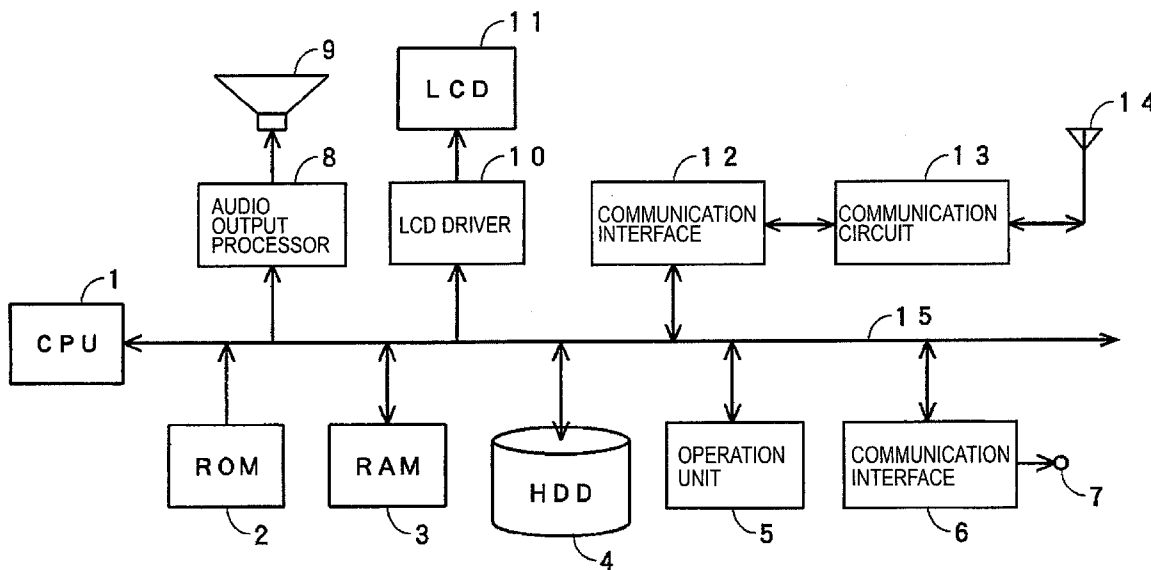 11
9
LCD
14
8
10
12
13
AUDIO
OUTPUT
PROCESSOR
LCD DRIVER
COMMUNICATION
INTERFACE
COMMUNICATION
CIRCUIT
1
15
CPU
ROM
RAM
HDD
OPERATION
UNIT
COMMUNICATION
INTERFACE
7
2
3
4
5
6